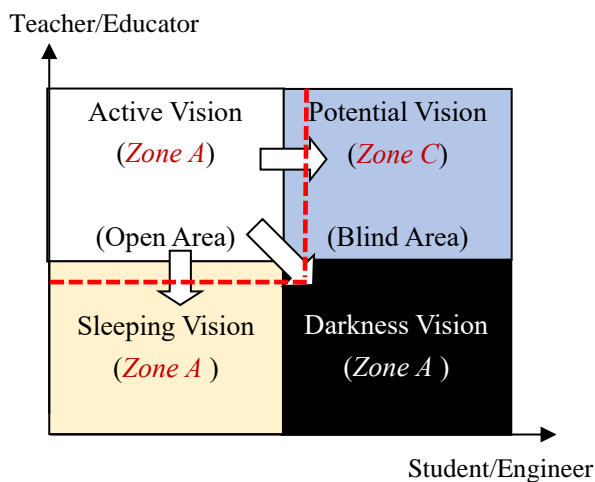 Teacher/Educator
Active Vision
(Zone A)
(Open Area)
Potential Vision
(Zone C)
(Blind Area)
Sleeping Vision
(Zone A )
Darkness Vision
(Zone A )
Student/Engineer